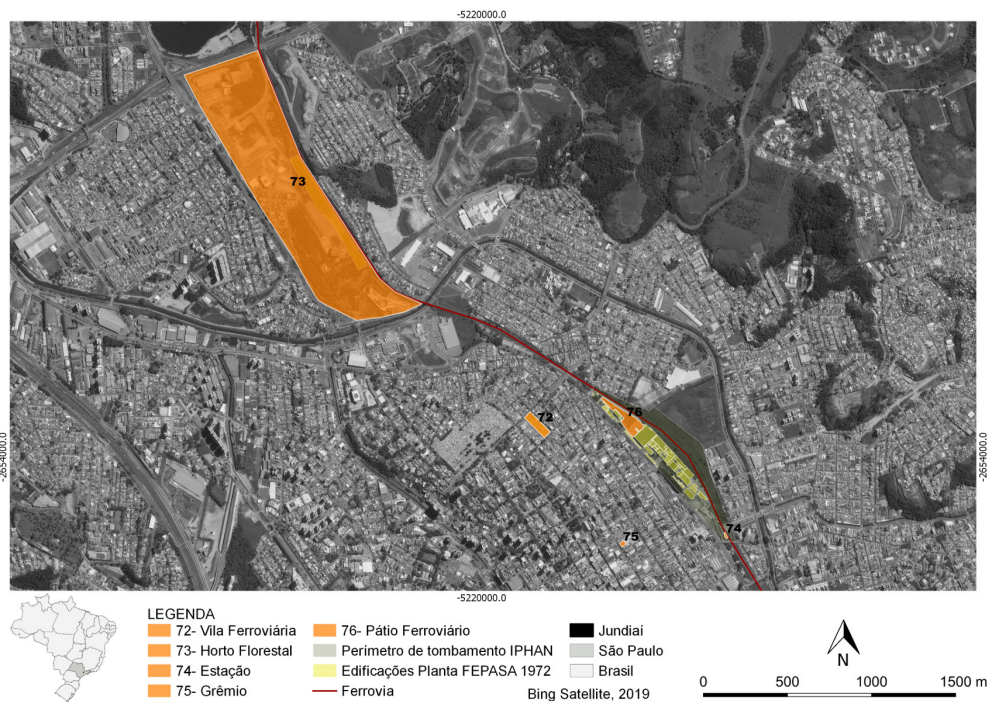 -5220000.0
73
72
76
75
74
-2654000.0
-2654000.0
-5220000.0
LEGENDA
72- Vila Ferroviária
73- Horto Florestal
74- Estação
75- Grêmio
76- Pátio Ferroviário
Perímetro de tombamento IPHAN
Edificações Planta FEPASA 1972
Ferrovia
Jundiaí
São Paulo
Brasil
Bing Satellite, 2019
N
0 500 1000 1500 m